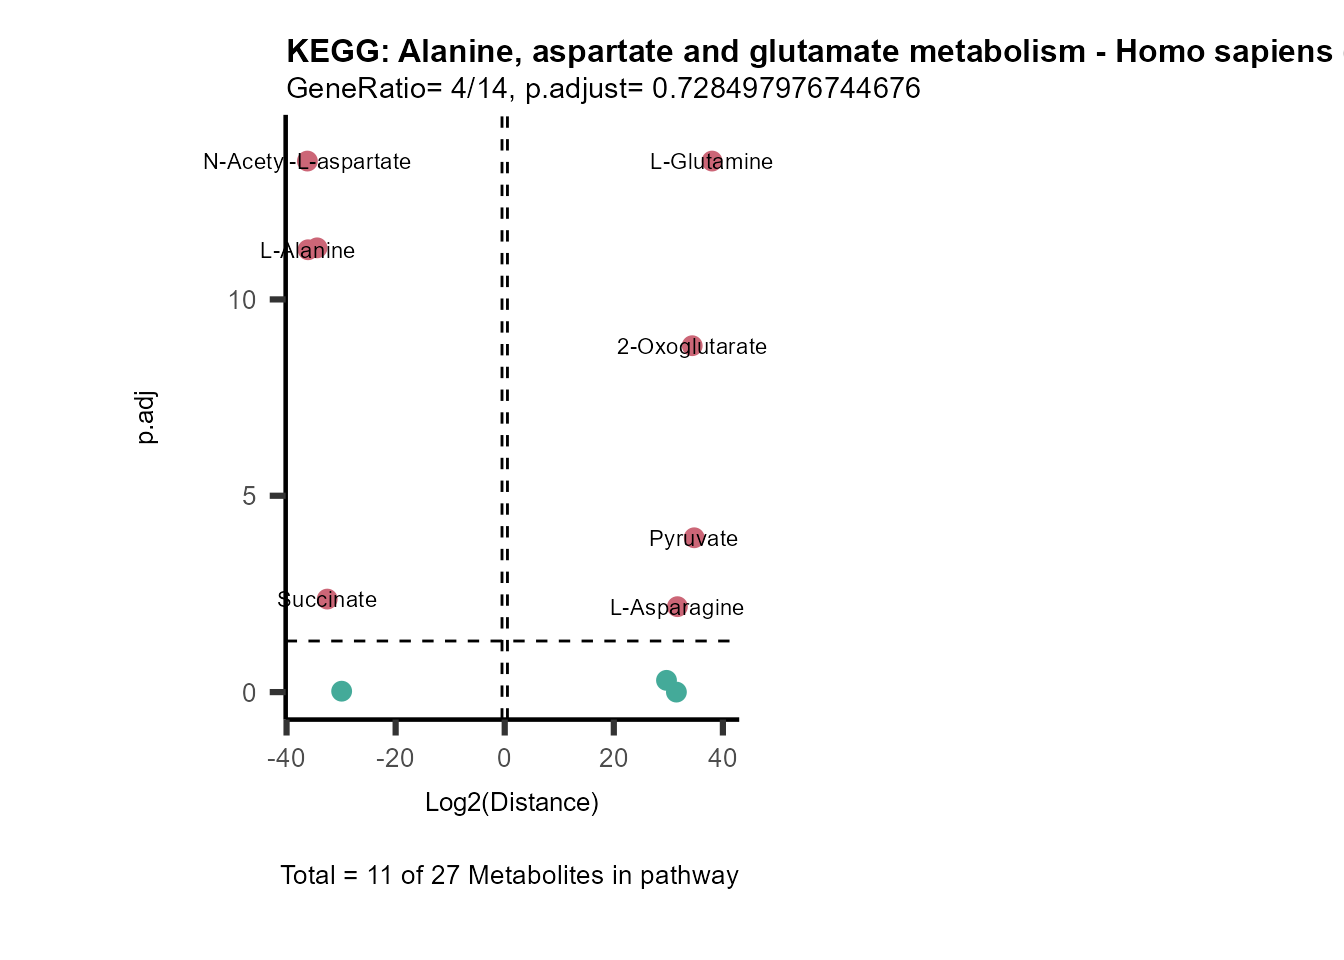 KEGG: Alanine, aspartate and glutamate metabolism - Homo sapiens
GeneRatio= 4/14, p.adjust= 0.728497976744676
N-Acetyl-L-aspartate
L-Glutamine
L-Alanine
10
2-Oxoglutarate
p.adj
5
Pyruvate
Succinate
L-Asparagine
0
-40
-20
0
20
40
Log2(Distance)
Total = 11 of 27 Metabolites in pathway